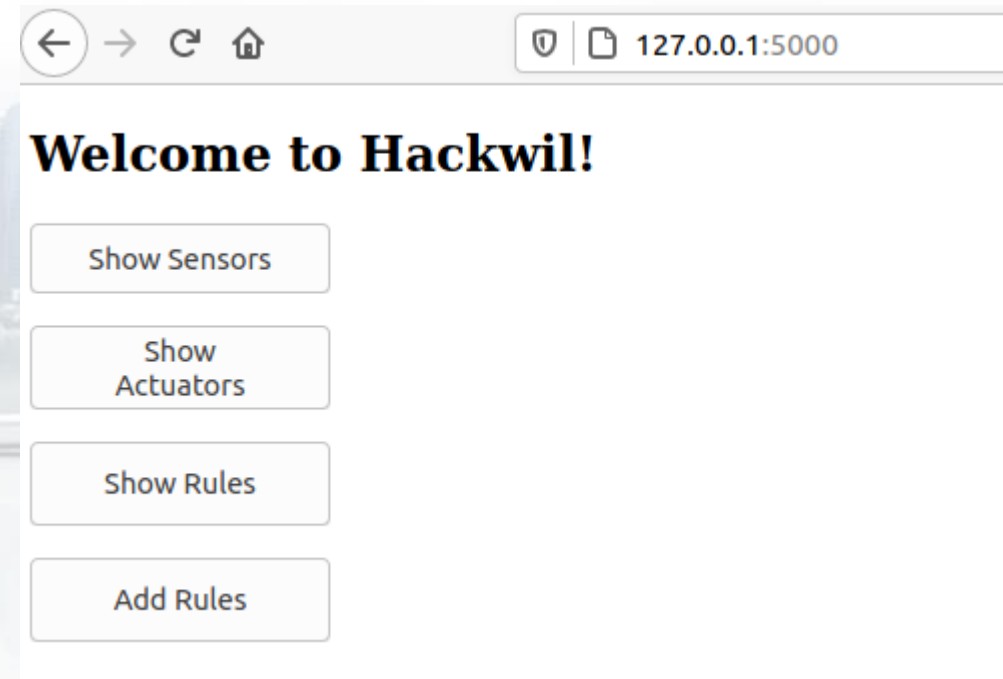 127.0.0.1:5000
Welcome to Hackwil!
Show Sensors
Show
Actuators
Show Rules
Add Rules